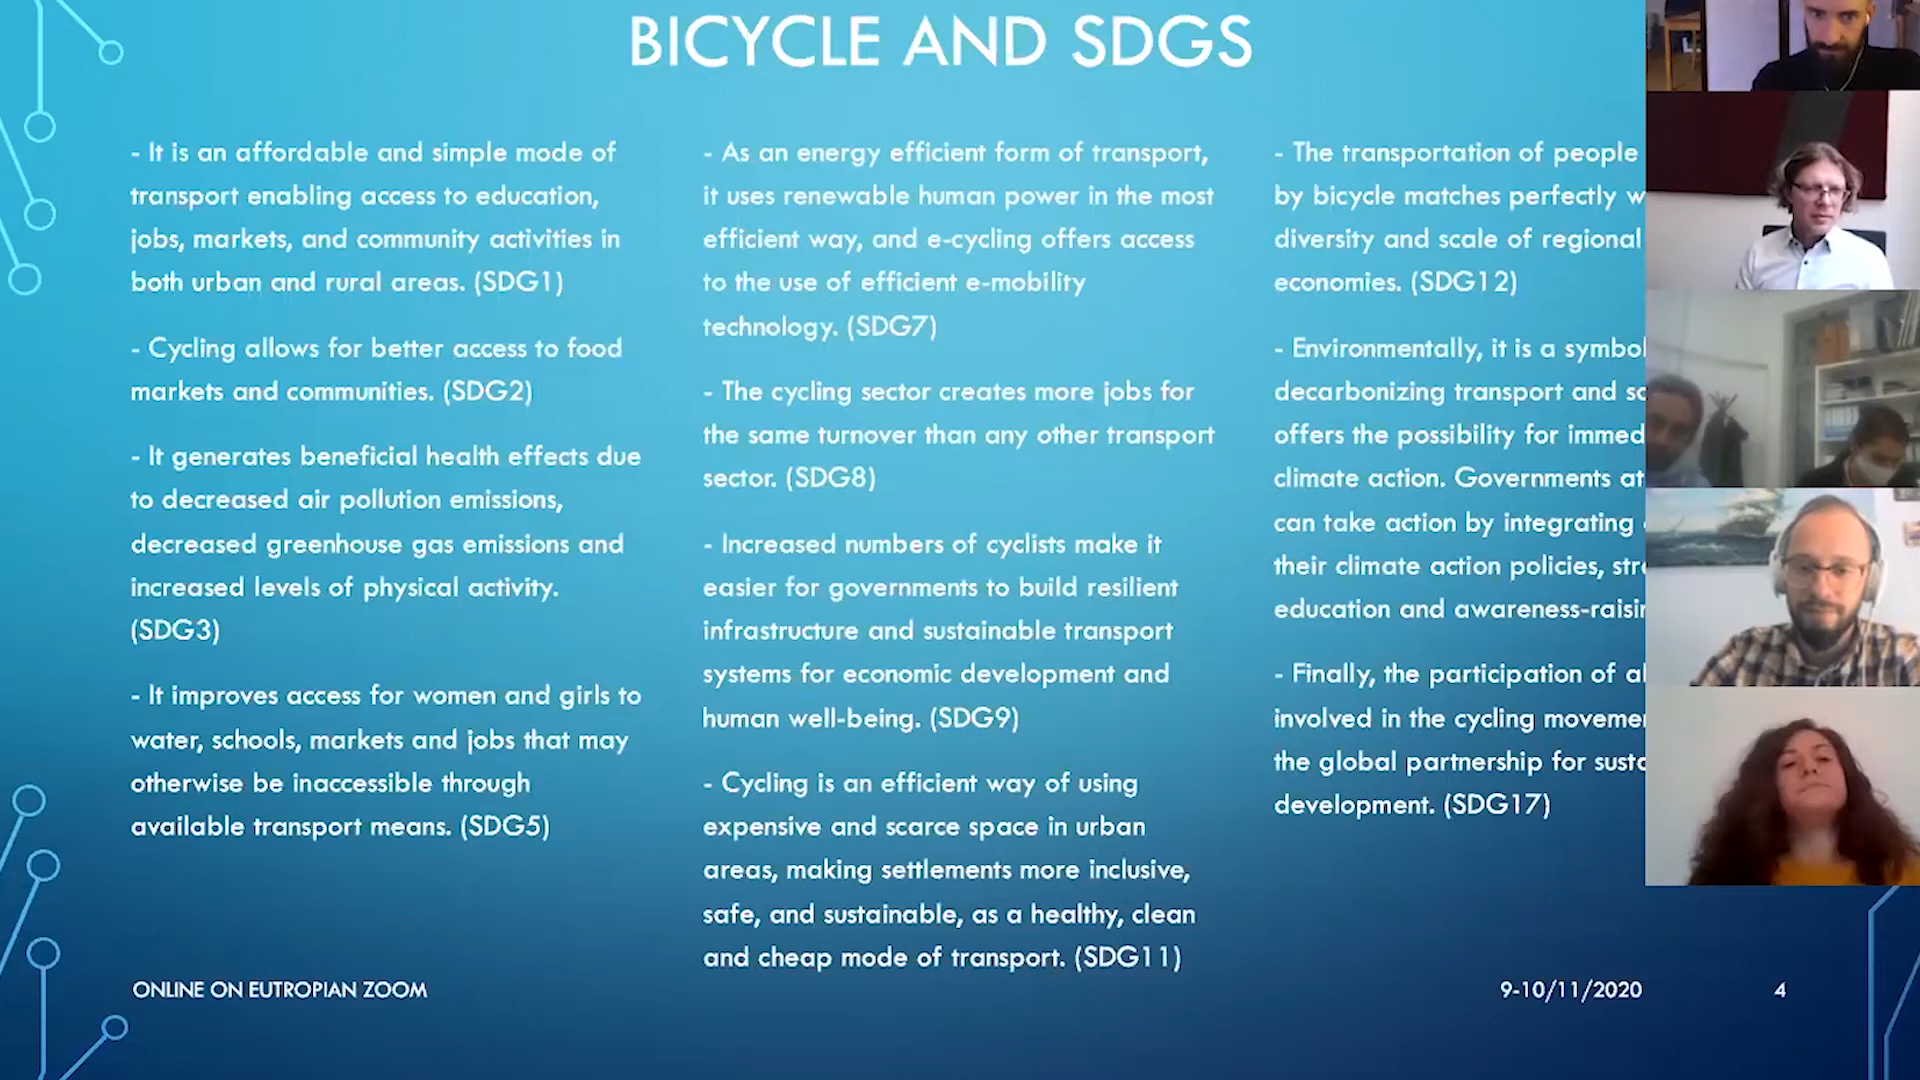 BICYCLE AND SDGS
- It is an affordable and simple mode of
transport enabling access to education,
jobs, markets, and community activities in
both urban and rural areas. (SDG1)
- Cycling allows for better access to food
markets and communities. (SDG2)
- It generates beneficial health effects due
to decreased air pollution emissions,
decreased greenhouse gas emissions and
increased levels of physical activity.
(SDG3)
- It improves access for women and girls to
water, schools, markets and jobs that may
otherwise be inaccessible through
available transport means. (SDG5)
- As an energy efficient form of transport,
it uses renewable human power in the most
efficient way, and e-cycling offers access
to the use of efficient e-mobility
technology. (SDG7)
- The cycling sector creates more jobs for
the same turnover than any other transport
sector. (SDG8)
- Increased numbers of cyclists make it
easier for governments to build resilient
infrastructure and sustainable transport
systems for economic development and
human well-being. (SDG9)
- Cycling is an efficient way of using
expensive and scarce space in urban
areas, making settlements more inclusive,
safe, and sustainable, as a healthy, clean
and cheap mode of transport. (SDG11)
- The transportation of people
by bicycle matches perfectly
diversity and scale of regional
economies. (SDG12)
- Environmentally, it is a symbol
decarbonizing transport and
offers the possibility for
climate action. Governments at
can take action by integrating
their climate action policies,
education and
- Finally, the participation of
involved in the cycling
the global partnership for
development. (SDG17)
ONLINE ON EUTROPIAN ZOOM
9-10/11/2020
4